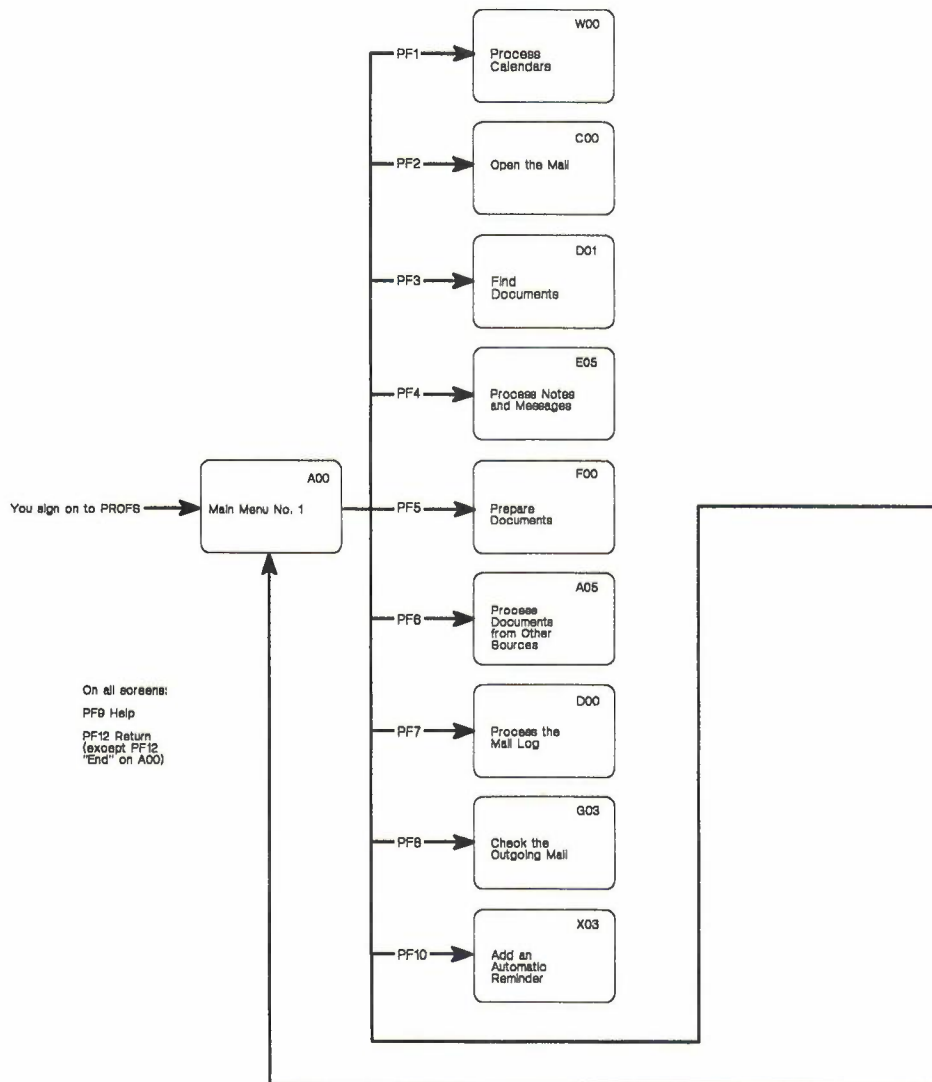 W00
PF1
Process
Calendars
C00
PF2
Open the Mail
D01
PF3
Find
Documents
E05
PF4
Process Notes
and Messages
A00
F00
You sign on to PROFS
Main Menu No. 1
PF5
Prepare
Documents
A05
PF6
Process
Documents
from Other
Sources
On all screens:
PF9 Help
PF12 Return
(except PF12
"End" on A00)
D00
PF7
Process the
Mail Log
G03
PF8
Check the
Outgoing Mail
X03
PF10
Add an
Automatic
Reminder